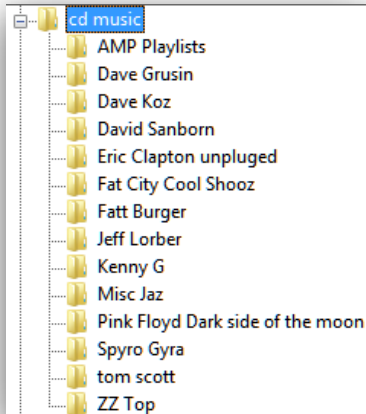 cd music
AMP Playlists
Dave Grusin
Dave Koz
David Sanborn
Eric Clapton unpluged
Fat City Cool Shooz
Fatt Burger
Jeff Lorber
Kenny G
Misc Jaz
Pink Floyd Dark side of the moon
Spyro Gyra
tom scott
ZZ Top